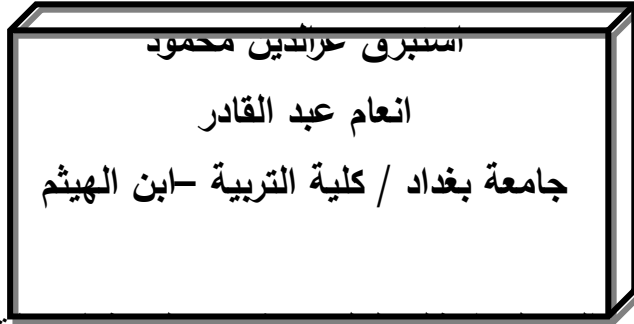 استبرق عزالدين محمود
انعام عبد القادر
جامعة بغداد / كلية التربية –ابن الهيثم